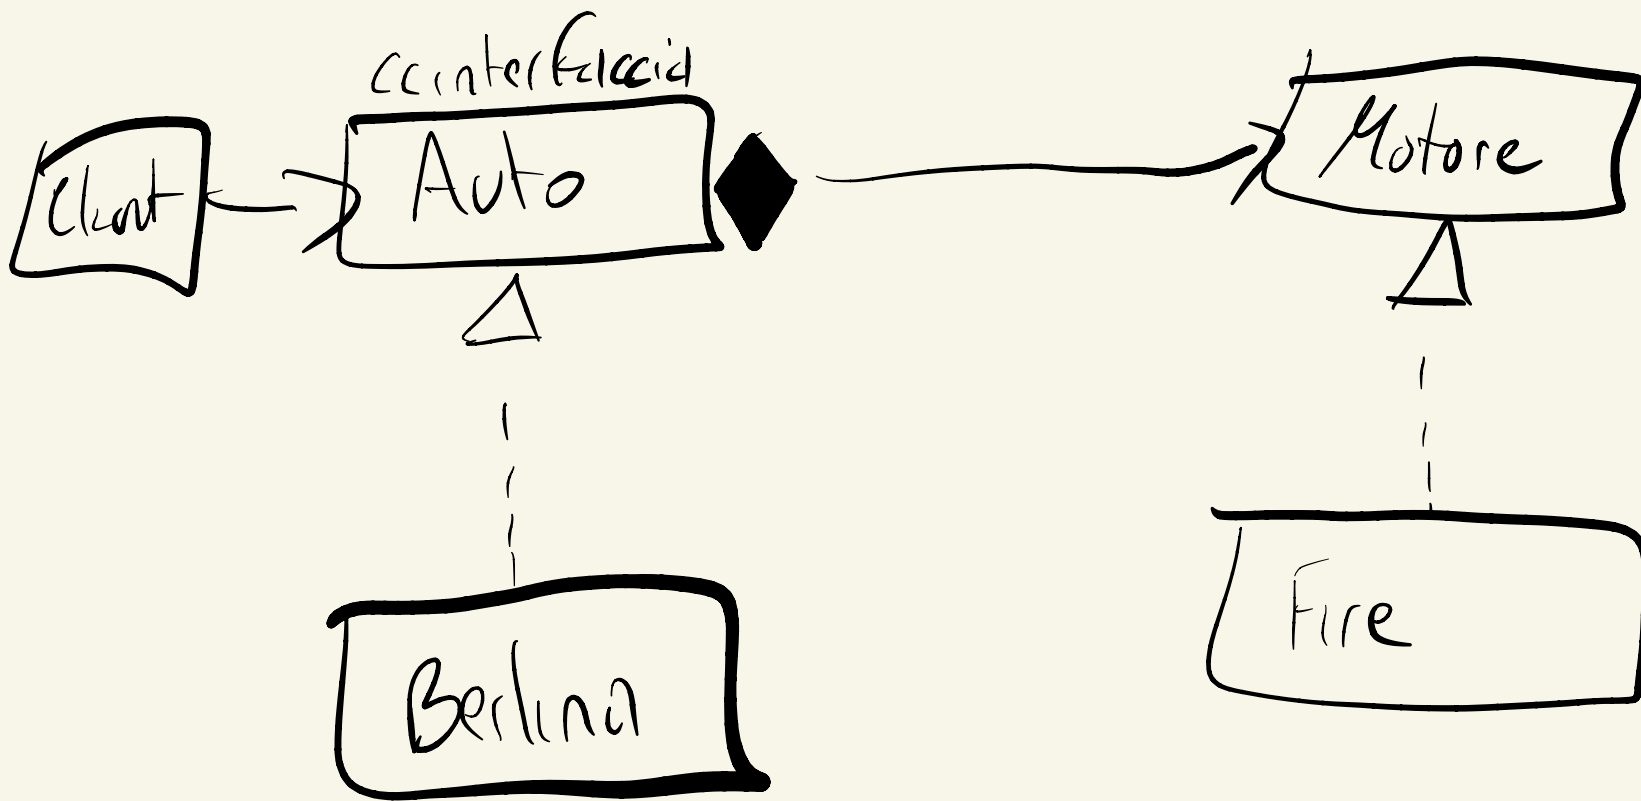 <<interfaccia
Client
Auto
Motore
Berlina
Fire